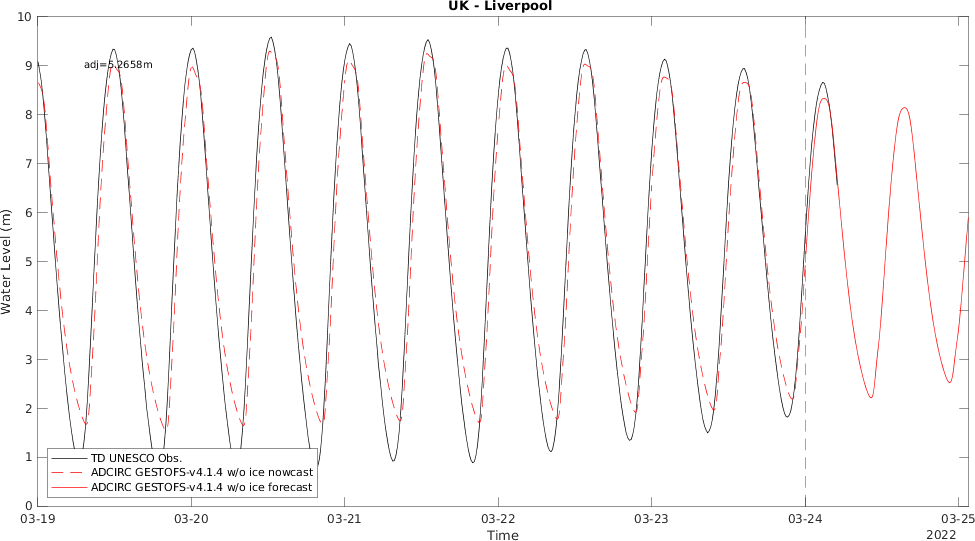 UK - Liverpool
10
9
8
7
6
5
4
3
2
1
0
Water Level (m)
adj=5.2658m
TD UNESCO Obs.
ADCIRC GESTOFS-v4.1.4 w/o ice nowcast
ADCIRC GESTOFS-v4.1.4 w/o ice forecast
03-19 03-20 03-21 03-22 03-23 03-24 03-25
Time
2022